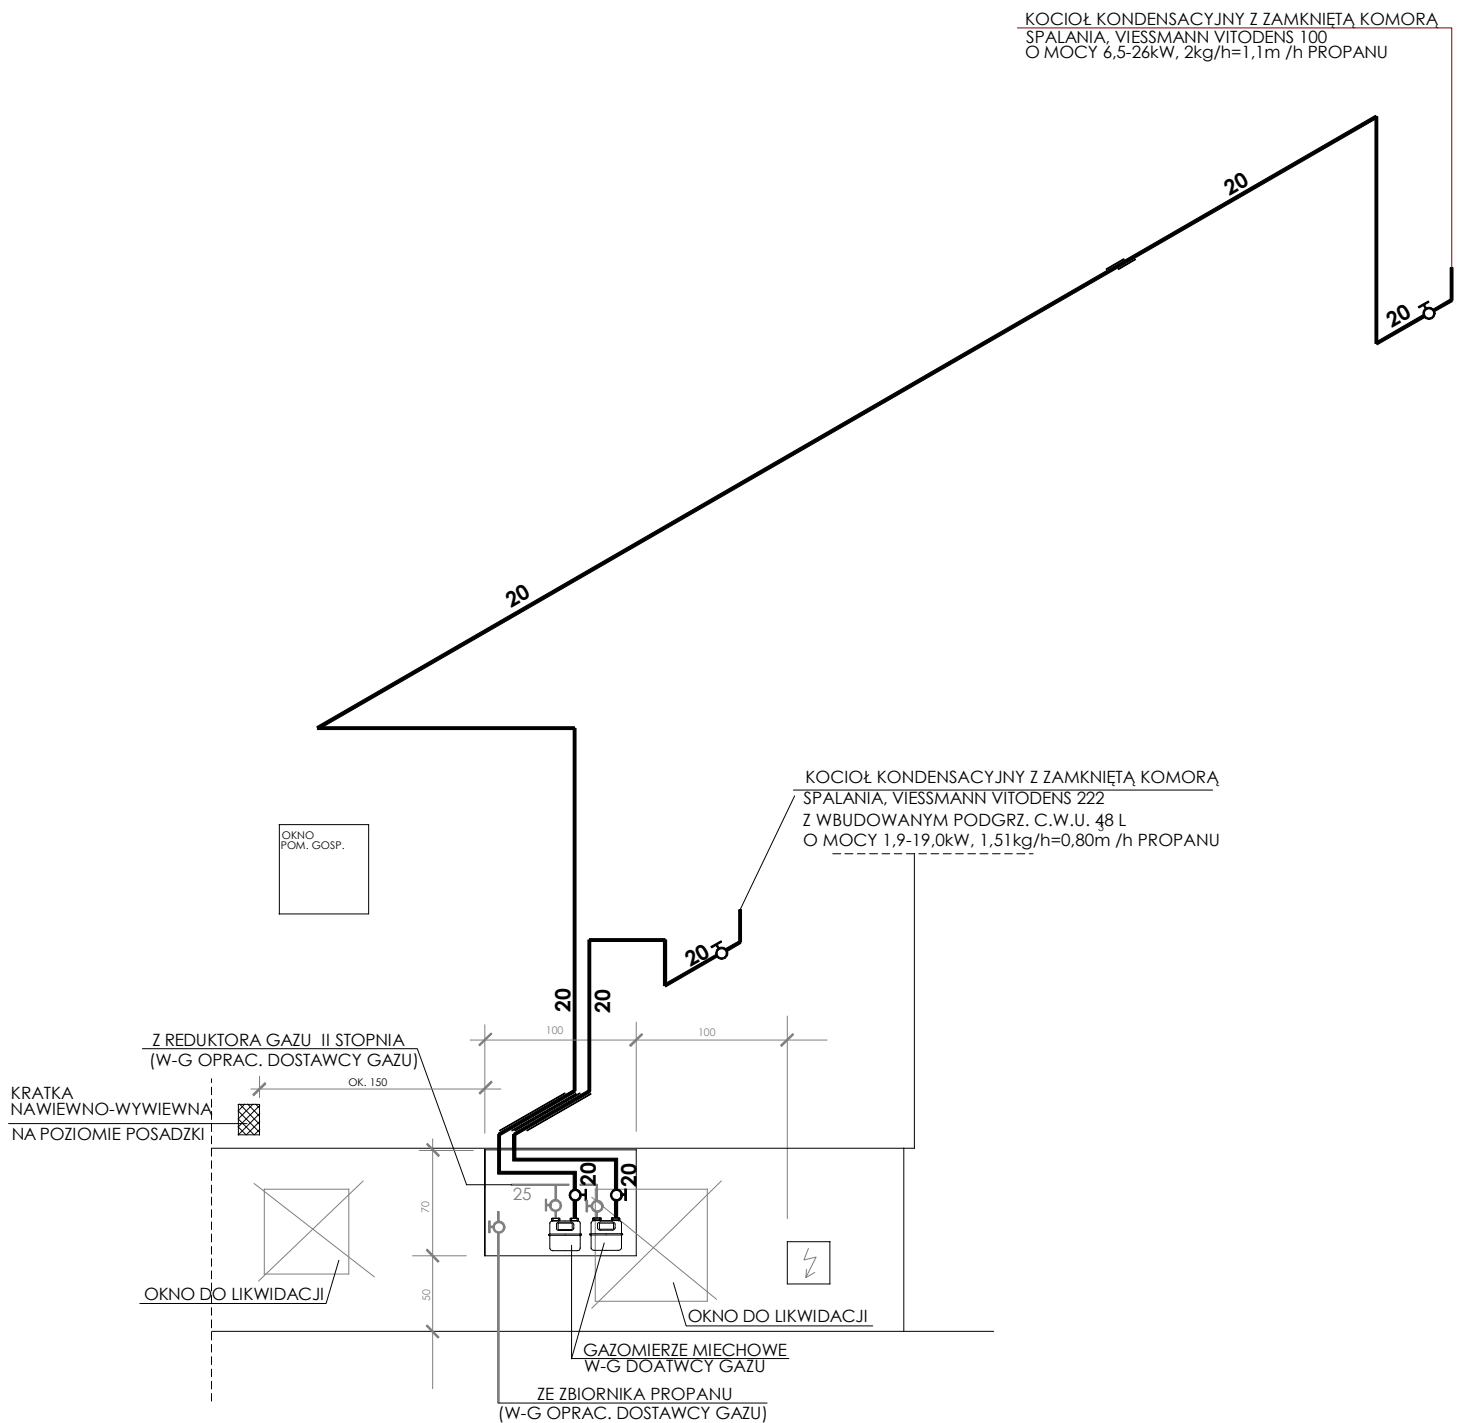 KOCIOŁ KONDENSACYJNY Z ZAMKNIĘTĄ KOMORĄ
SPALANIA, VIESSMANN VITODENS 100
O MOCY 6,5-26kW, 2kg/h=1,1m /h PROPANU
20
20
20
KOCIOŁ KONDENSACYJNY Z ZAMKNIĘTĄ KOMORĄ
SPALANIA, VIESSMANN VITODENS 222
Z WBUDOWANYM PODGRZ. C.W.U. 48 L
3
O MOCY 1,9-19,0kW, 1,51kg/h=0,80m /h PROPANU
OKNO
POM. GOSP.
20
20
20
100
100
Z REDUKTORA GAZU II STOPNIA
(W-G OPRAC. DOSTAWCY GAZU)
OK. 150
KRATKA
NAWIEWNO-WYWIEWNA
NA POZIOMIE POSADZKI
20
20
25
70
50
OKNO DO LIKWIDACJI
OKNO DO LIKWIDACJI
GAZOMIERZE MIECHOWE
W-G DOATWCY GAZU
ZE ZBIORNIKA PROPANU
(W-G OPRAC. DOSTAWCY GAZU)